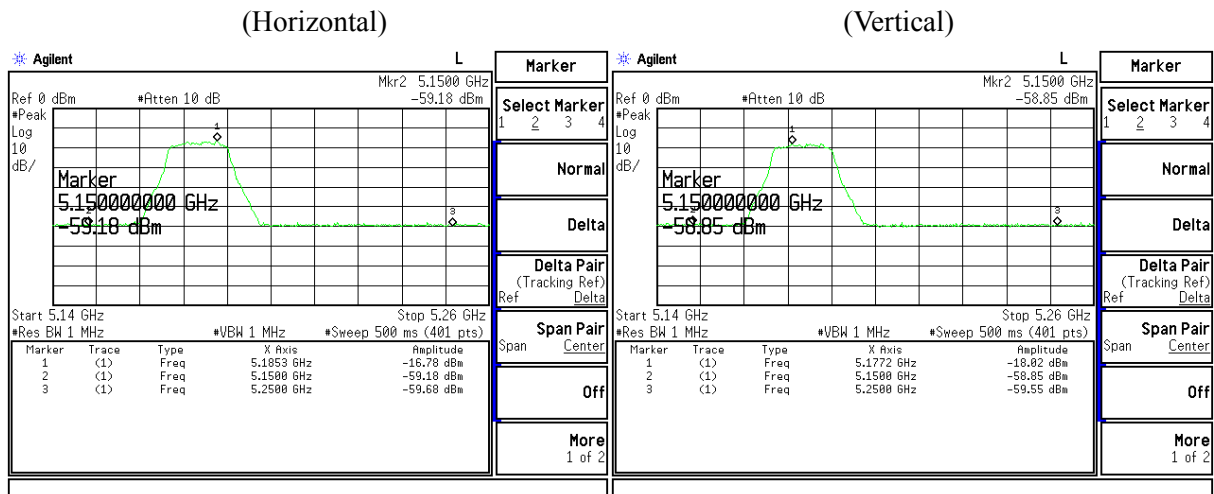 (Horizontal)
Agilent L
Mkr2 5.1500 GHz
Ref 0 dBm #Atten 10 dB -59.18 dBm
#Peak
Log
10
dB/
1
Marker
5.150000000 GHz
-59.18 dBm
3
Start 5.14 GHz Stop 5.26 GHz
#Res BW 1 MHz #VBW 1 MHz #Sweep 500 ms (401 pts)
Marker Trace Type X Axis Amplitude
1 (1) Freq 5.1853 GHz -16.78 dBm
2 (1) Freq 5.1500 GHz -59.18 dBm
3 (1) Freq 5.2500 GHz -59.68 dBm
Marker
Select Marker
1 2 3 4
Normal
Delta
Delta Pair
(Tracking Ref)
Ref Delta
Span Pair
Span Center
Off
More
1 of 2
(Vertical)
Agilent L
Mkr2 5.1500 GHz
Ref 0 dBm #Atten 10 dB -58.85 dBm
#Peak
Log
10
dB/
1
Marker
5.150000000 GHz
-58.85 dBm
3
Start 5.14 GHz Stop 5.26 GHz
#Res BW 1 MHz #VBW 1 MHz #Sweep 500 ms (401 pts)
Marker Trace Type X Axis Amplitude
1 (1) Freq 5.1772 GHz -18.02 dBm
2 (1) Freq 5.1500 GHz -58.85 dBm
3 (1) Freq 5.2500 GHz -59.55 dBm
Marker
Select Marker
1 2 3 4
Normal
Delta
Delta Pair
(Tracking Ref)
Ref Delta
Span Pair
Span Center
Off
More
1 of 2